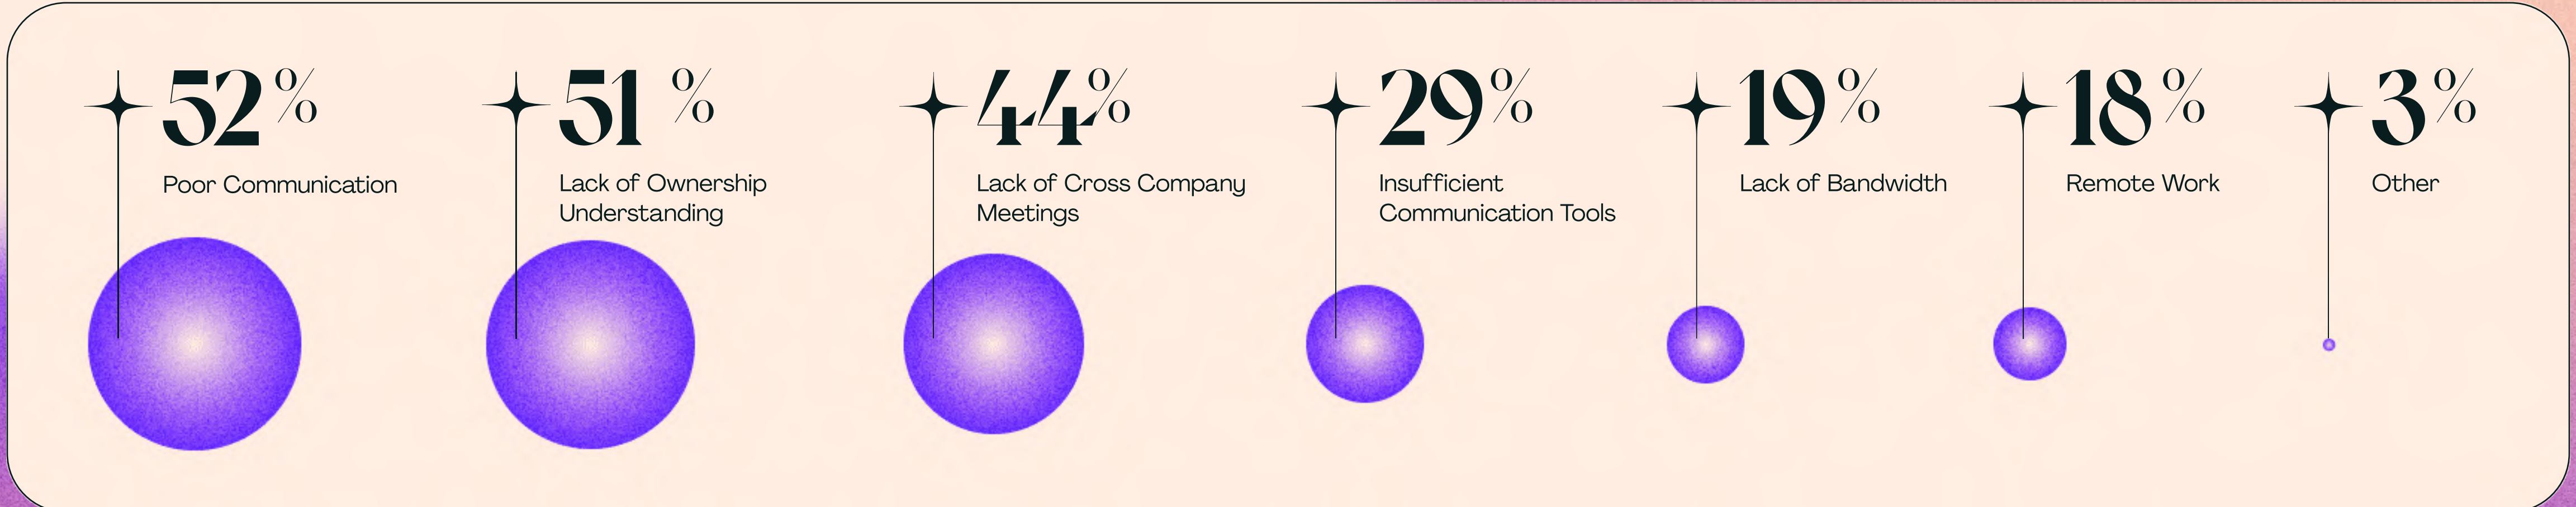 52%
Poor Communication
51%
Lack of Ownership
Understanding
44%
Lack of Cross Company
Meetings
29%
Insufficient
Communication Tools
19%
Lack of Bandwidth
18%
Remote Work
3%
Other